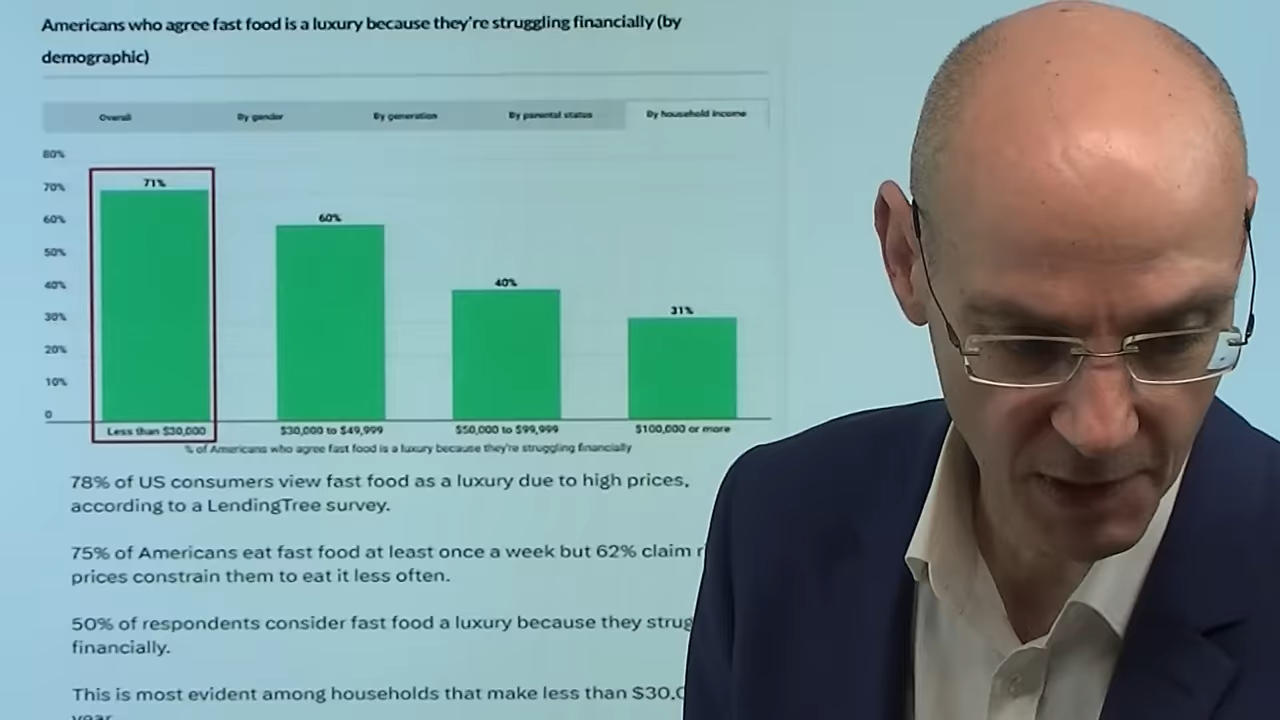 Americans who agree fast food is a luxury because they're struggling financially (by
demographic)
Overall By gender By generation By parental status By household income
80%
70%
60%
50%
40%
30%
20%
10%
0
71%
60%
40%
31%
Less than $30,000 $30,000 to $49,999 $50,000 to $99,999 $100,000 or more
% of Americans who agree fast food is a luxury because they're struggling financially
78% of US consumers view fast food as a luxury due to high prices,
according to a LendingTree survey.
75% of Americans eat fast food at least once a week but 62% claim
prices constrain them to eat it less often.
50% of respondents consider fast food a luxury because they strug
financially.
This is most evident among households that make less than $30,0
year